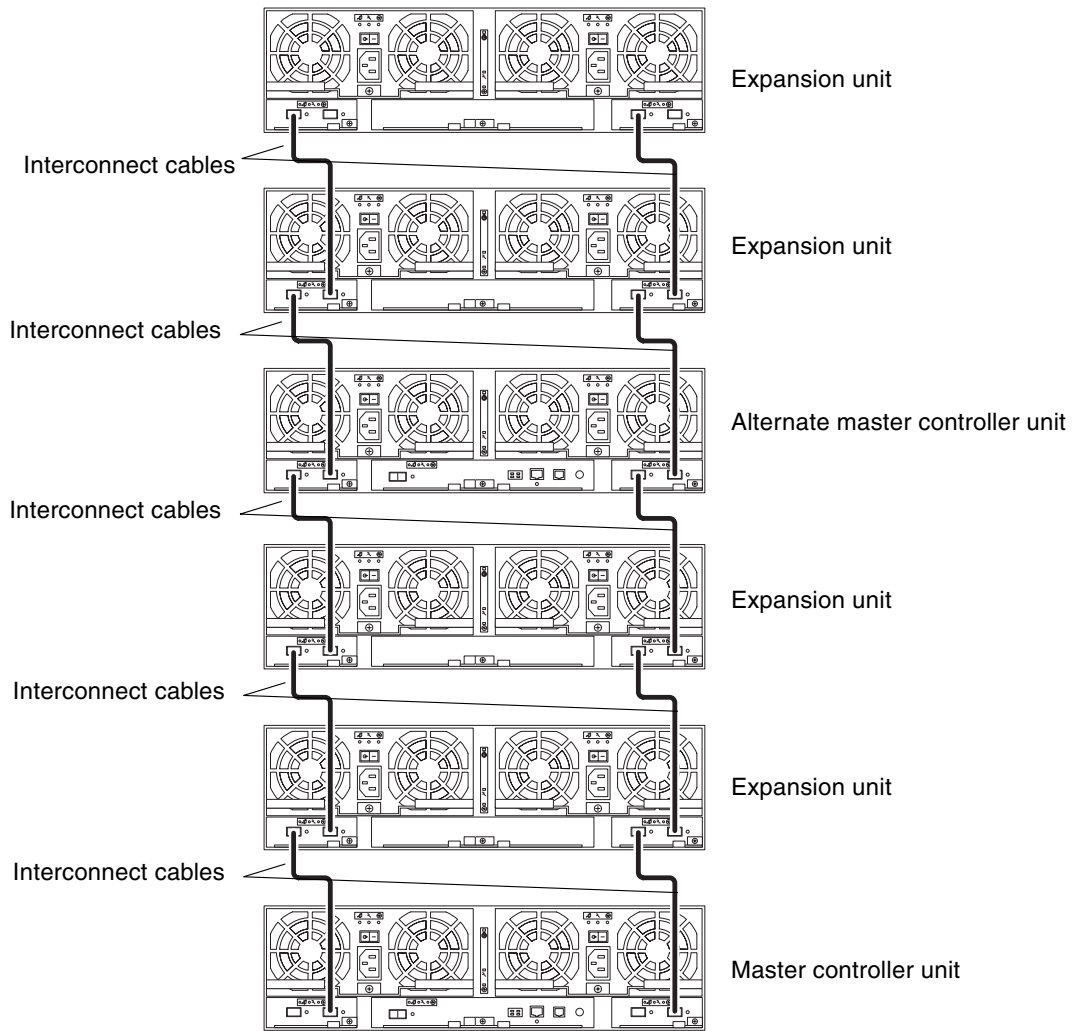 Expansion unit
Interconnect cables
Expansion unit
Interconnect cables
Alternate master controller unit
Interconnect cables
Expansion unit
Interconnect cables
Expansion unit
Interconnect cables
Master controller unit